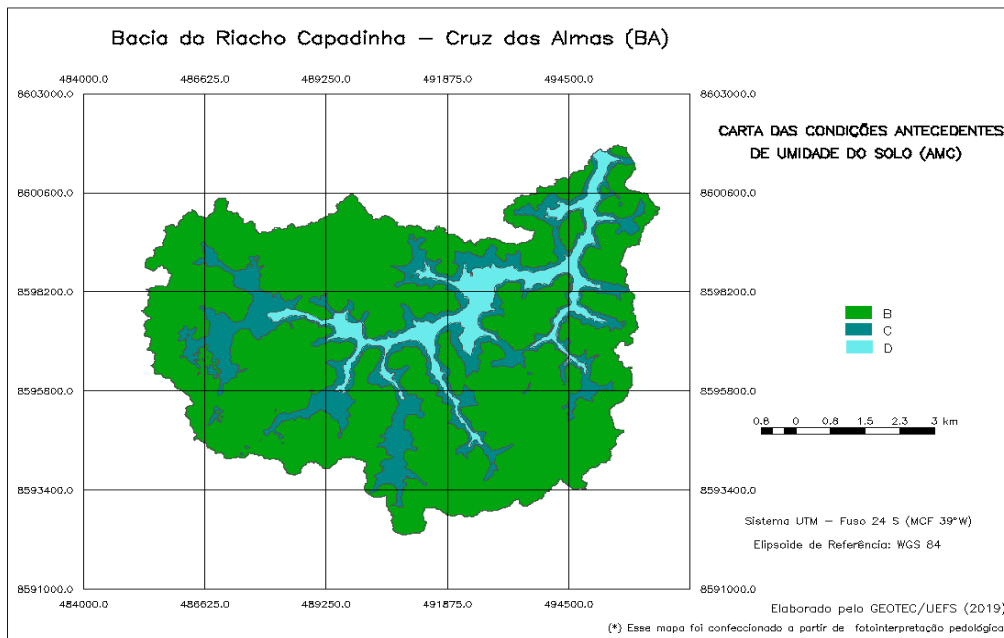 Bacia do Riacho Capadinha – Cruz das Almas (BA)
484000.0 486625.0 489250.0 491875.0 494500.0
8603000.0 8603000.0
CARTA DAS CONDIÇÕES ANTECEDENTES
DE UMIDADE DO SOLO (AMC)
8600600.0 8600600.0
8598200.0 8598200.0
B
C
D
8595800.0 8595800.0
0.8 0 0.8 1.5 2.3 3 km
8593400.0 8593400.0
Sistema UTM – Fuso 24 S (MCF 39°W)
Elipsoide de Referência: WGS 84
8591000.0 8591000.0
484000.0 486625.0 489250.0 491875.0 494500.0
Elaborado pelo GEOTEC/UEFS (2019)
(*) Esse mapa foi confeccionado a partir de fotointerpretação pedológica